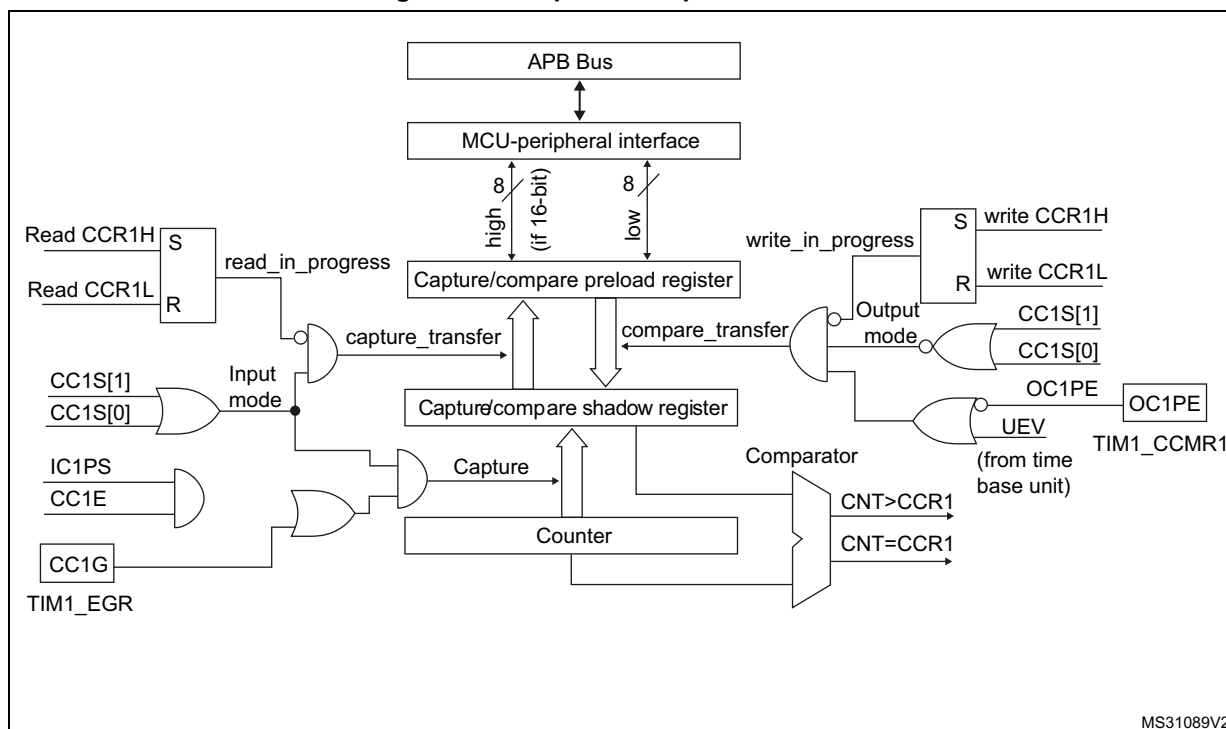 APB Bus
MCU-peripheral interface
8
high
(if 16-bit)
8
low
Read CCR1H
S
read_in_progress
Read CCR1L
R
write_in_progress
S
write CCR1H
R
write CCR1L
Capture/compare preload register
capture_transfer
compare_transfer
Output
mode
CC1S[1]
CC1S[0]
CC1S[1]
CC1S[0]
Input
mode
Capture/compare shadow register
OC1PE
OC1PE
UEV
TIM1_CCMR1
(from time
base unit)
IC1PS
CC1E
Capture
Comparator
CNT>CCR1
Counter
CNT=CCR1
CC1G
TIM1_EGR
MS31089V2